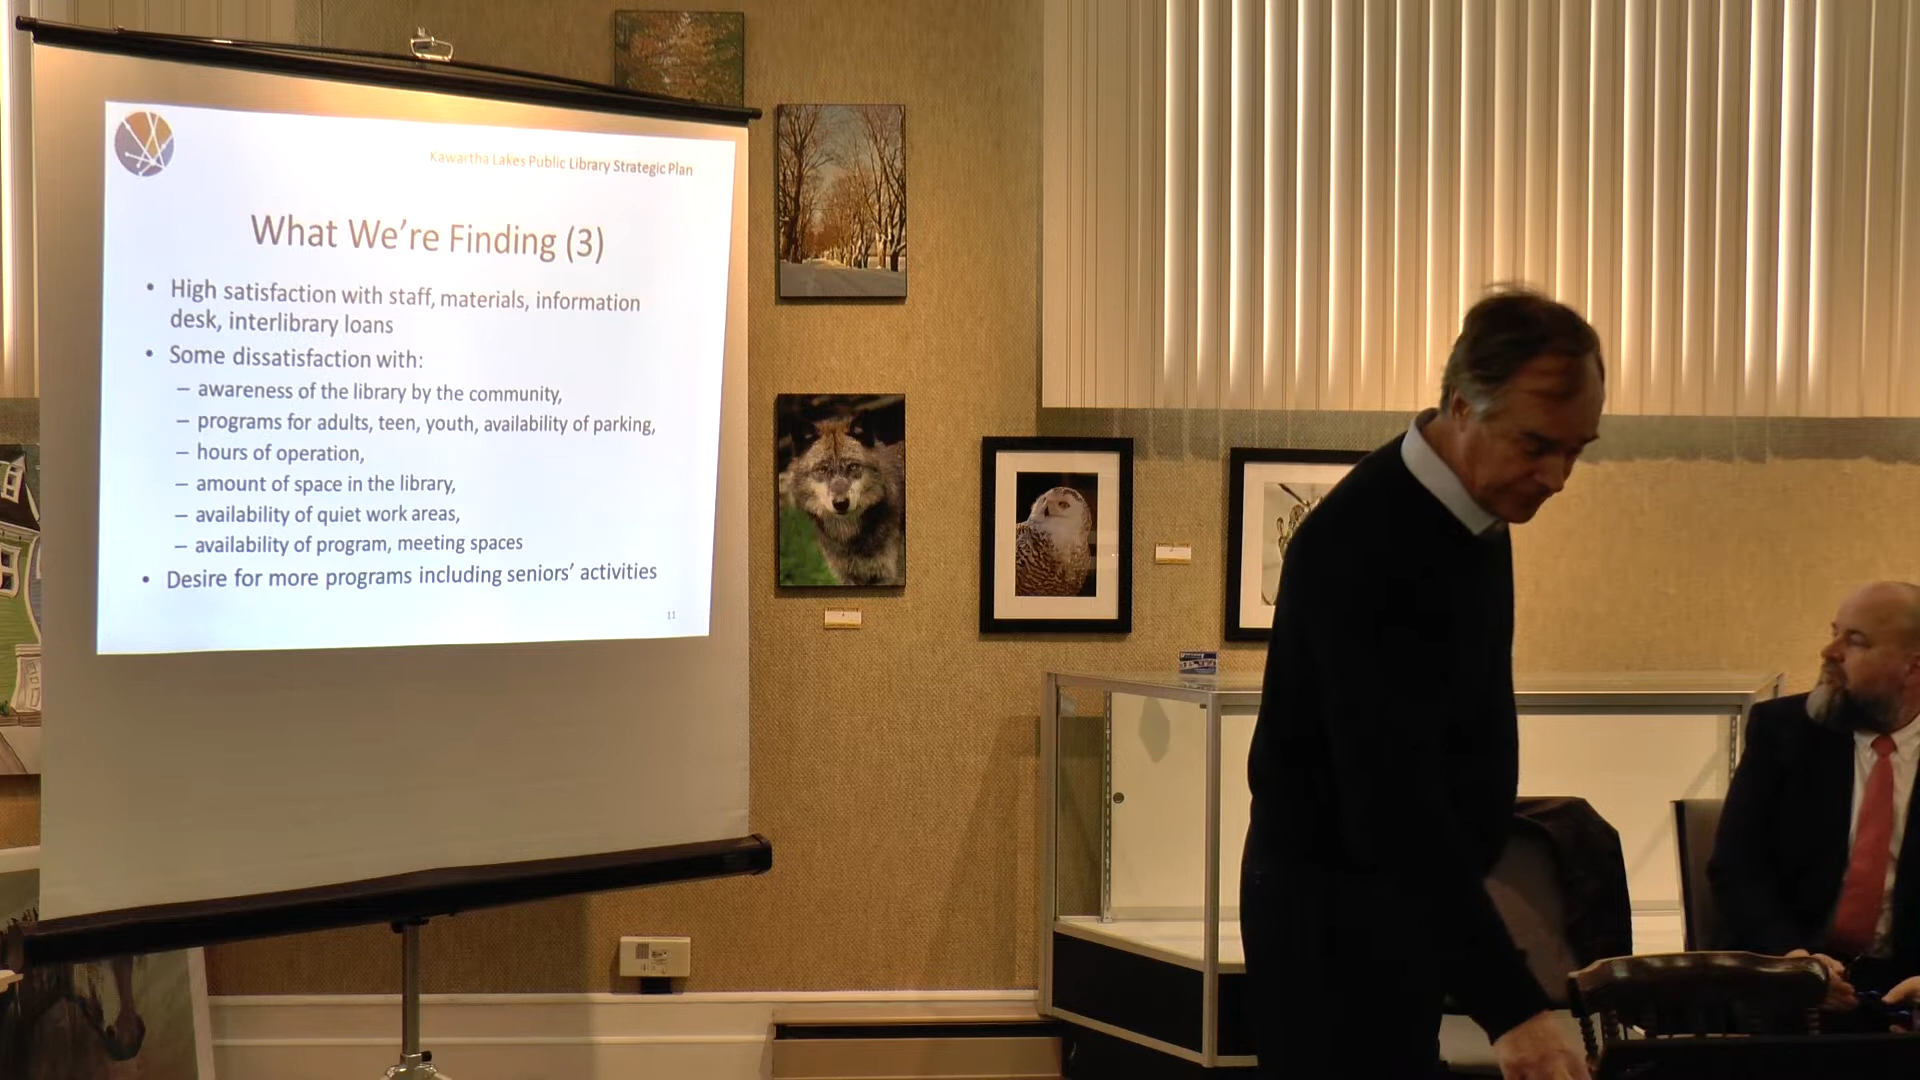 Kawartha Lakes Public Library Strategic Plan
What We're Finding (3)
• High satisfaction with staff, materials, information
desk, interlibrary loans
• Some dissatisfaction with:
– awareness of the library by the community,
– programs for adults, teen, youth, availability of parking,
– hours of operation,
– amount of space in the library,
– availability of quiet work areas,
– availability of program, meeting spaces
• Desire for more programs including seniors' activities
11